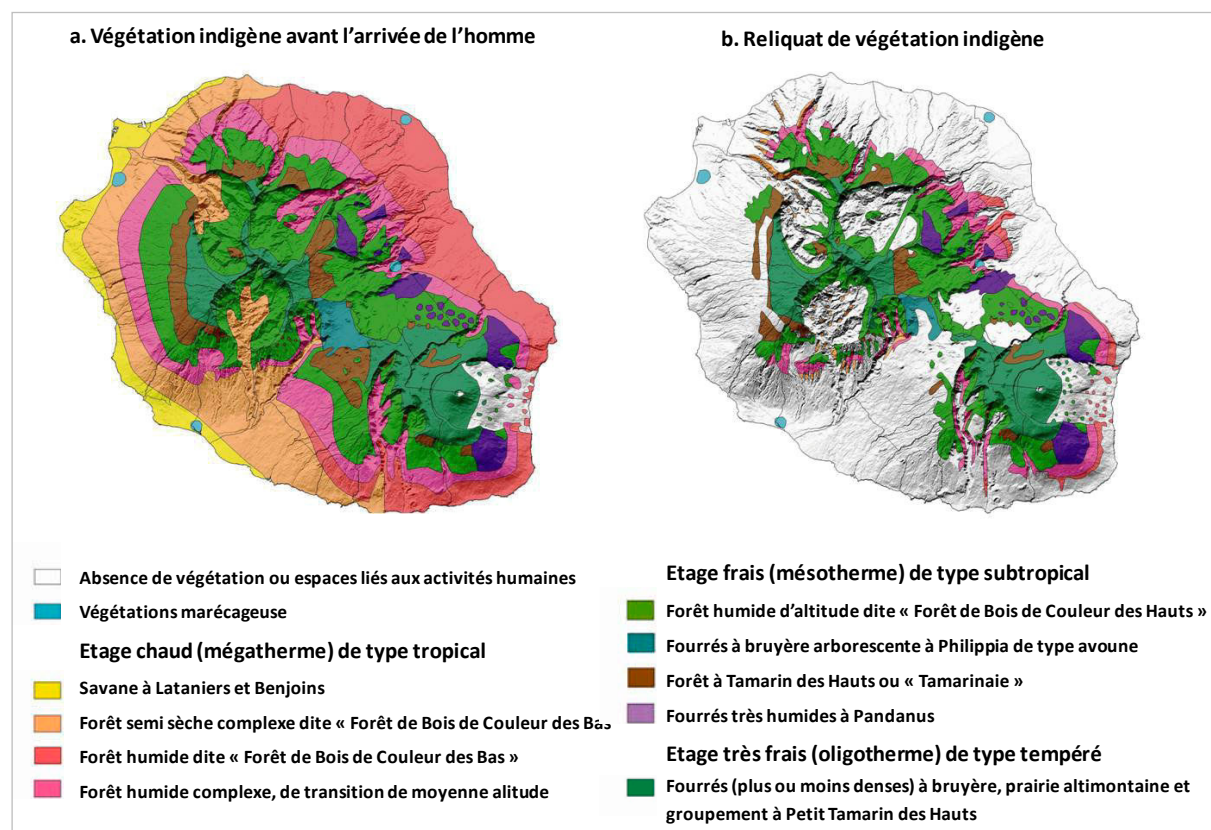 a. Végétation indigène avant l'arrivée de l'homme
b. Reliquat de végétation indigène
Absence de végétation ou espaces liés aux activités humaines
Végétations marécageuse
Etage chaud (mégatherme) de type tropical
Savane à Lataniers et Benjoins
Forêt semi sèche complexe dite « Forêt de Bois de Couleur des Bas
Forêt humide dite « Forêt de Bois de Couleur des Bas »
Forêt humide complexe, de transition de moyenne alitude
Etage frais (mésotherme) de type subtropical
Forêt humide d'altitude dite « Forêt de Bois de Couleur des Hauts »
Fourrés à bruyère arborescente à Philippia de type avoune
Forêt à Tamarin des Hauts ou « Tamarinaie »
Fourrés très humides à Pandanus
Etage très frais (oligotherme) de type tempéré
Fourrés (plus ou moins denses) à bruyère, prairie altimontaine et
groupement à Petit Tamarin des Hauts